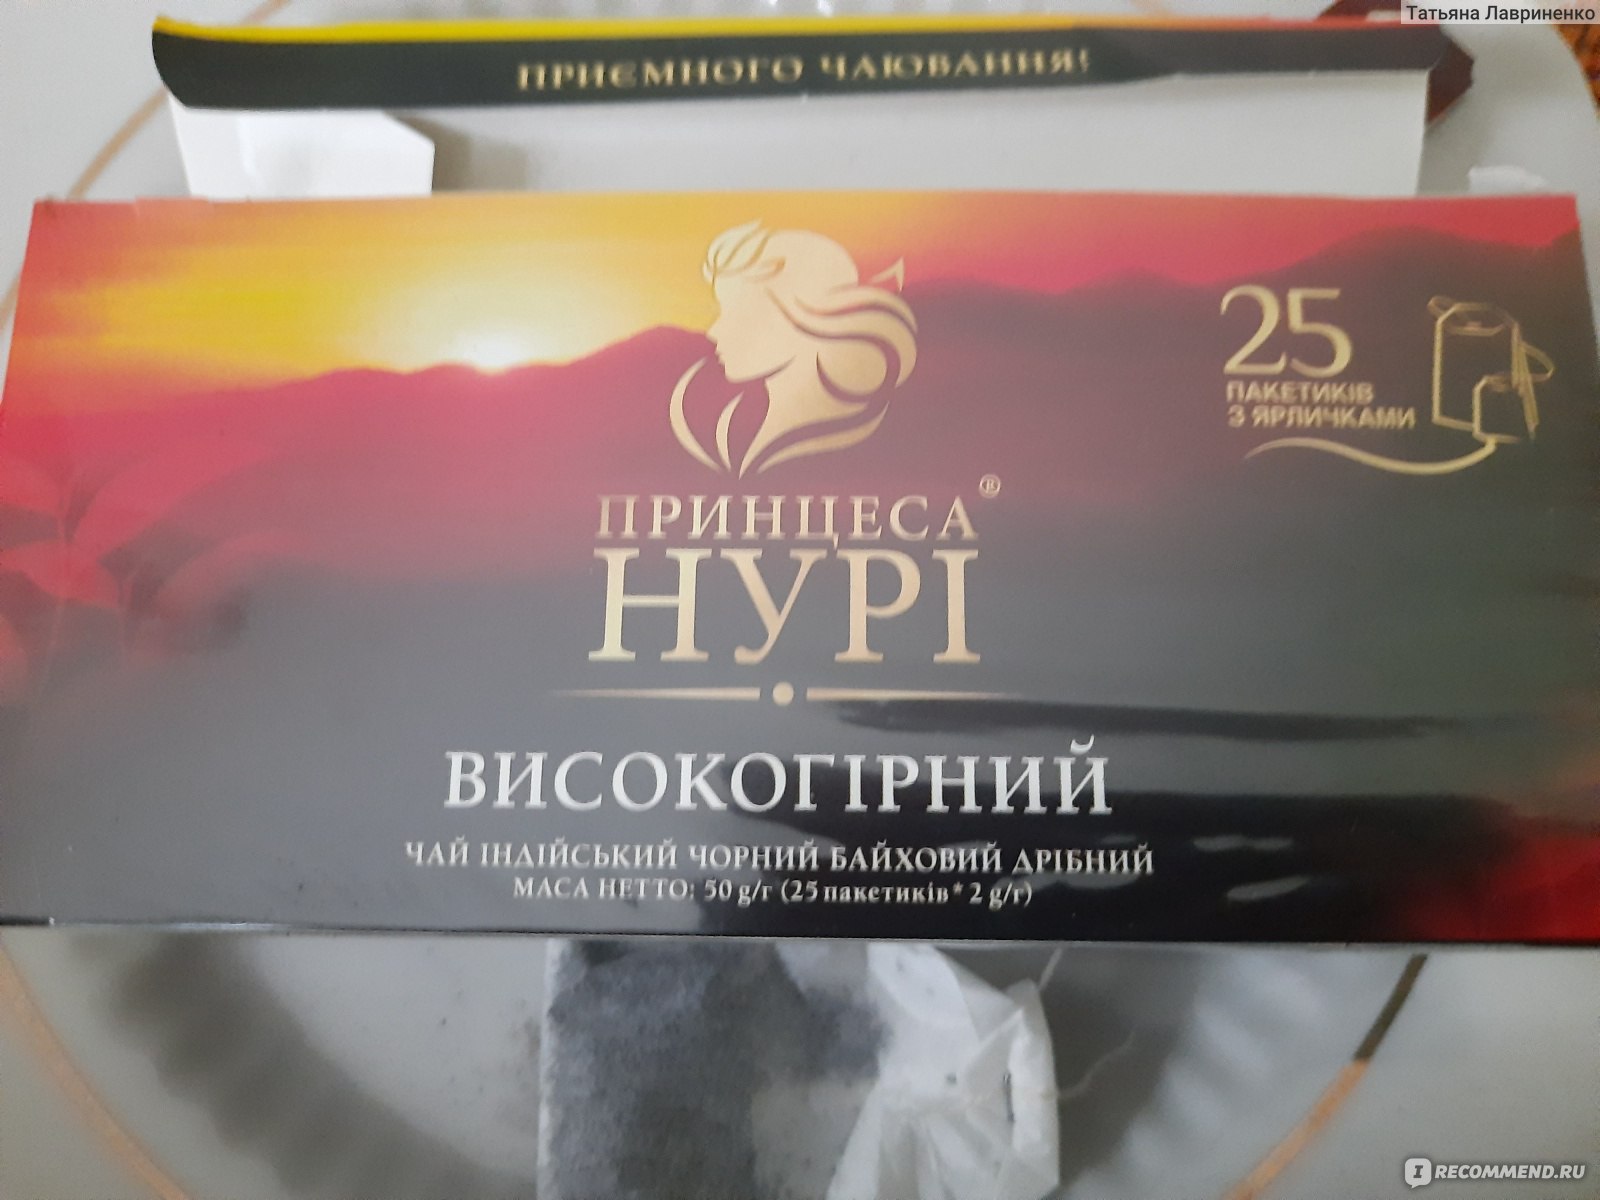 Татьяна Лавриненко
ПРИЄМНОГО ЧАЮВАННЯ!
25
ПАКЕТИКІВ
З ЯРЛИЧКАМИ
ПРИНЦЕСА ®
НУРІ
ВИСОКОГІРНИЙ
ЧАЙ ІНДІЙСЬКИЙ ЧОРНИЙ БАЙХОВИЙ ДРІБНИЙ
МАСА НЕТТО: 50 g/г (25 пакетиків* 2 g/г)
IRECOMMEND.RU